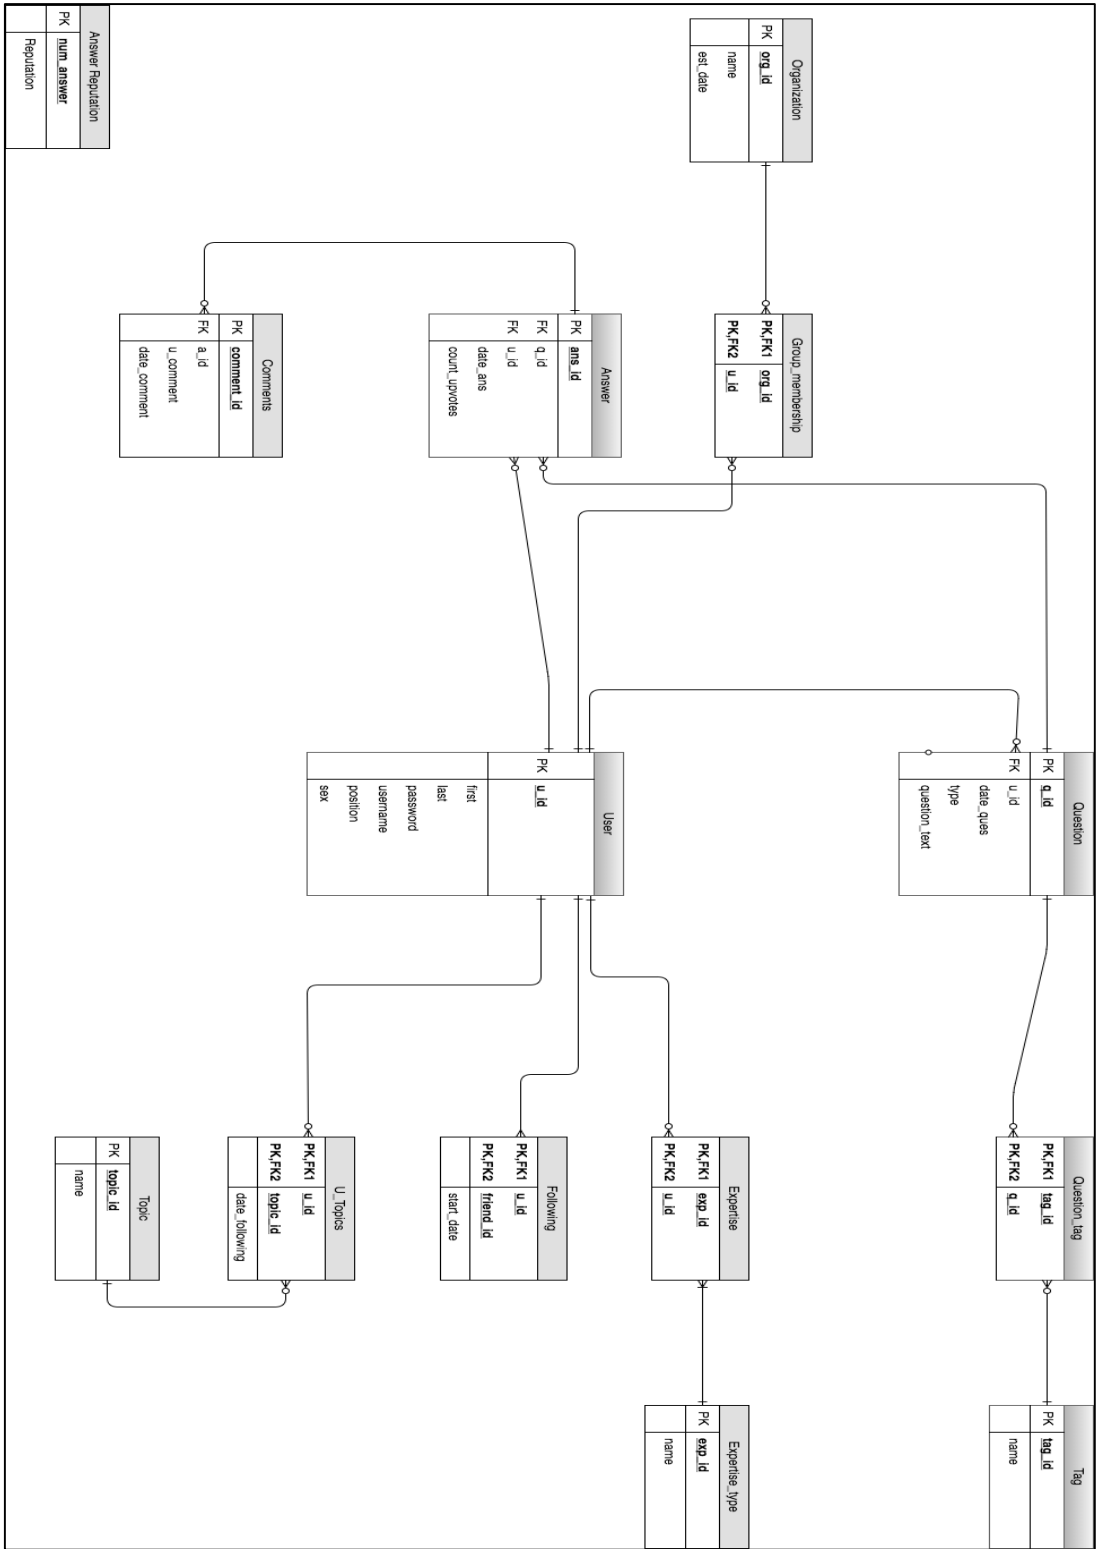 Organization
PK org_id
name
est_date
Group_membership
PK,FK1 org_id
PK,FK2 u_id
Question
PK q_id
FK u_id
date_ques
type
question_text
Question_tag
PK,FK1 tag_id
PK,FK2 q_id
Tag
PK tag_id
name
Answer
PK ans_id
FK q_id
FK u_id
date_ans
count_upvotes
User
PK u_id
first
last
password
username
position
sex
Expertise
PK,FK1 exp_id
PK,FK2 u_id
Expertise_type
PK exp_id
name
Following
PK,FK1 u_id
PK,FK2 friend_id
start_date
Comments
PK comment_id
FK a_id
u_comment
date_comment
U_Topics
PK,FK1 u_id
PK,FK2 topic_id
date_following
Topic
PK topic_id
name
Answer Reputation
PK num_answer
Reputation